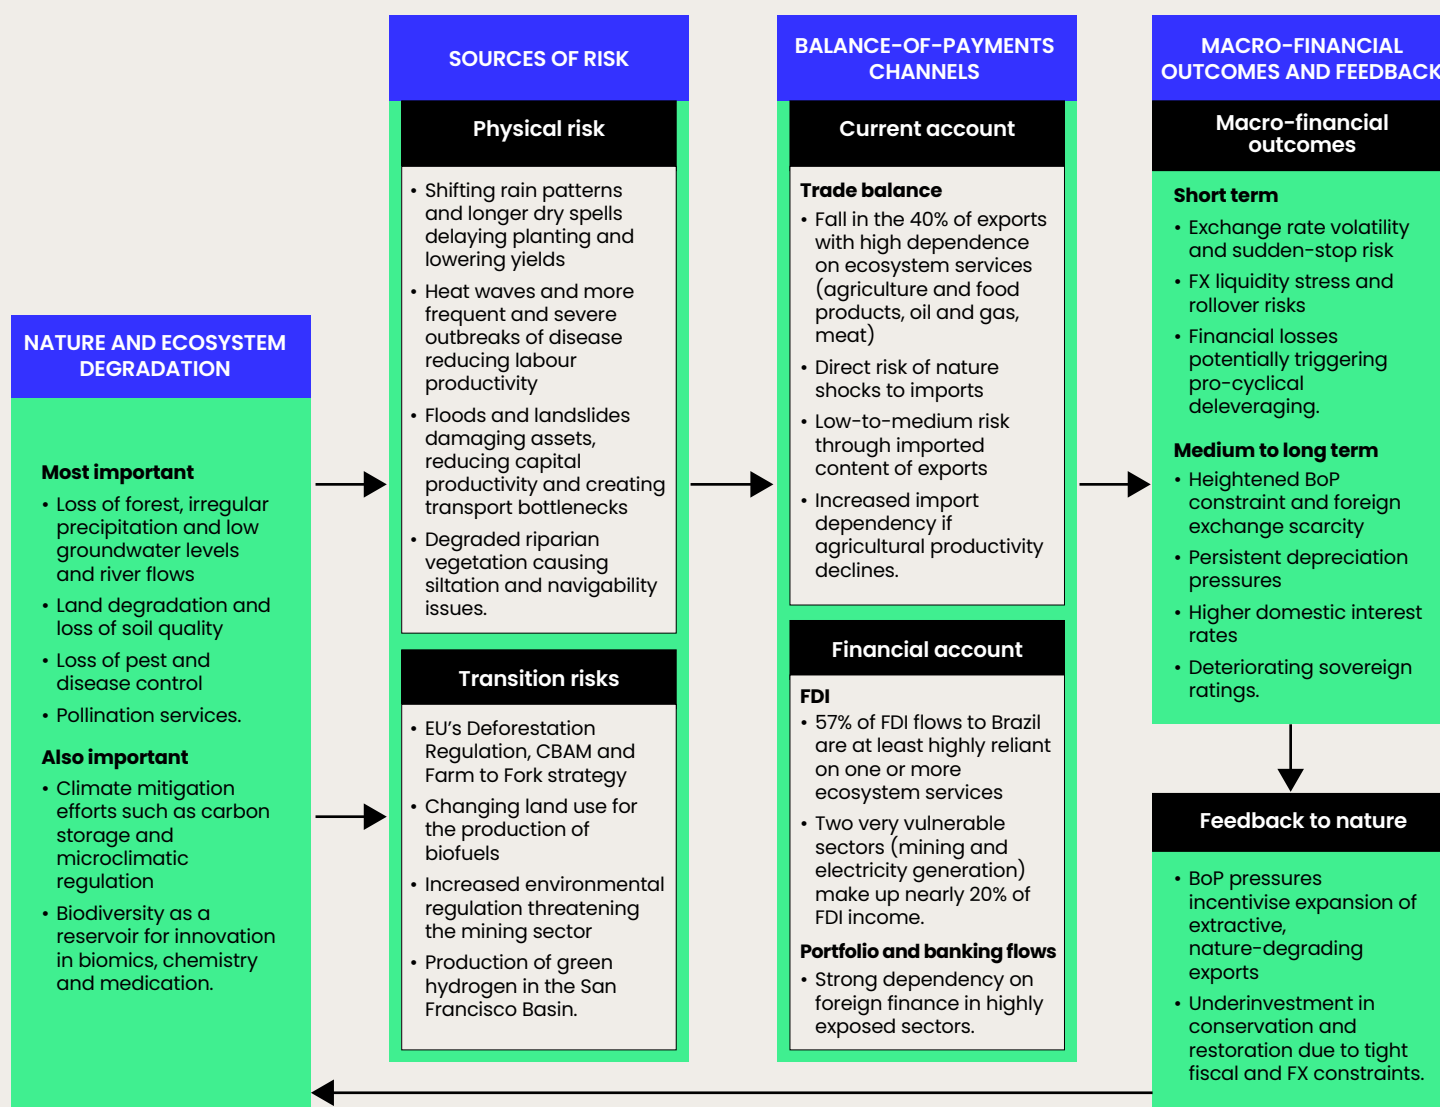 NATURE AND ECOSYSTEM
DEGRADATION
Most important
• Loss of forest, irregular
precipitation and low
groundwater levels
and river flows
• Land degradation and
loss of soil quality
• Loss of pest and
disease control
• Pollination services.
Also important
• Climate mitigation
efforts such as carbon
storage and
microclimatic
regulation
• Biodiversity as a
reservoir for innovation
in biomics, chemistry
and medication.
SOURCES OF RISK
Physical risk
• Shifting rain patterns
and longer dry spells
delaying planting and
lowering yields
• Heat waves and more
frequent and severe
outbreaks of disease
reducing labour
productivity
• Floods and landslides
damaging assets,
reducing capital
productivity and creating
transport bottlenecks
• Degraded riparian
vegetation causing
siltation and navigability
issues.
Transition risks
• EU's Deforestation
Regulation, CBAM and
Farm to Fork strategy
• Changing land use for
the production of
biofuels
• Increased environmental
regulation threatening
the mining sector
• Production of green
hydrogen in the San
Francisco Basin.
BALANCE-OF-PAYMENTS
CHANNELS
Current account
Trade balance
• Fall in the 40% of exports
with high dependence
on ecosystem services
(agriculture and food
products, oil and gas,
meat)
• Direct risk of nature
shocks to imports
• Low-to-medium risk
through imported
content of exports
• Increased import
dependency if
agricultural productivity
declines.
Financial account
FDI
• 57% of FDI flows to Brazil
are at least highly reliant
on one or more
ecosystem services
• Two very vulnerable
sectors (mining and
electricity generation)
make up nearly 20% of
FDI income.
Portfolio and banking flows
• Strong dependency on
foreign finance in highly
exposed sectors.
MACRO-FINANCIAL
OUTCOMES AND FEEDBACK
Macro-financial
outcomes
Short term
• Exchange rate volatility
and sudden-stop risk
• FX liquidity stress and
rollover risks
• Financial losses
potentially triggering
pro-cyclical
deleveraging.
Medium to long term
• Heightened BoP
constraint and foreign
exchange scarcity
• Persistent depreciation
pressures
• Higher domestic interest
rates
• Deteriorating sovereign
ratings.
Feedback to nature
• BoP pressures
incentivise expansion of
extractive,
nature-degrading
exports
• Underinvestment in
conservation and
restoration due to tight
fiscal and FX constraints.